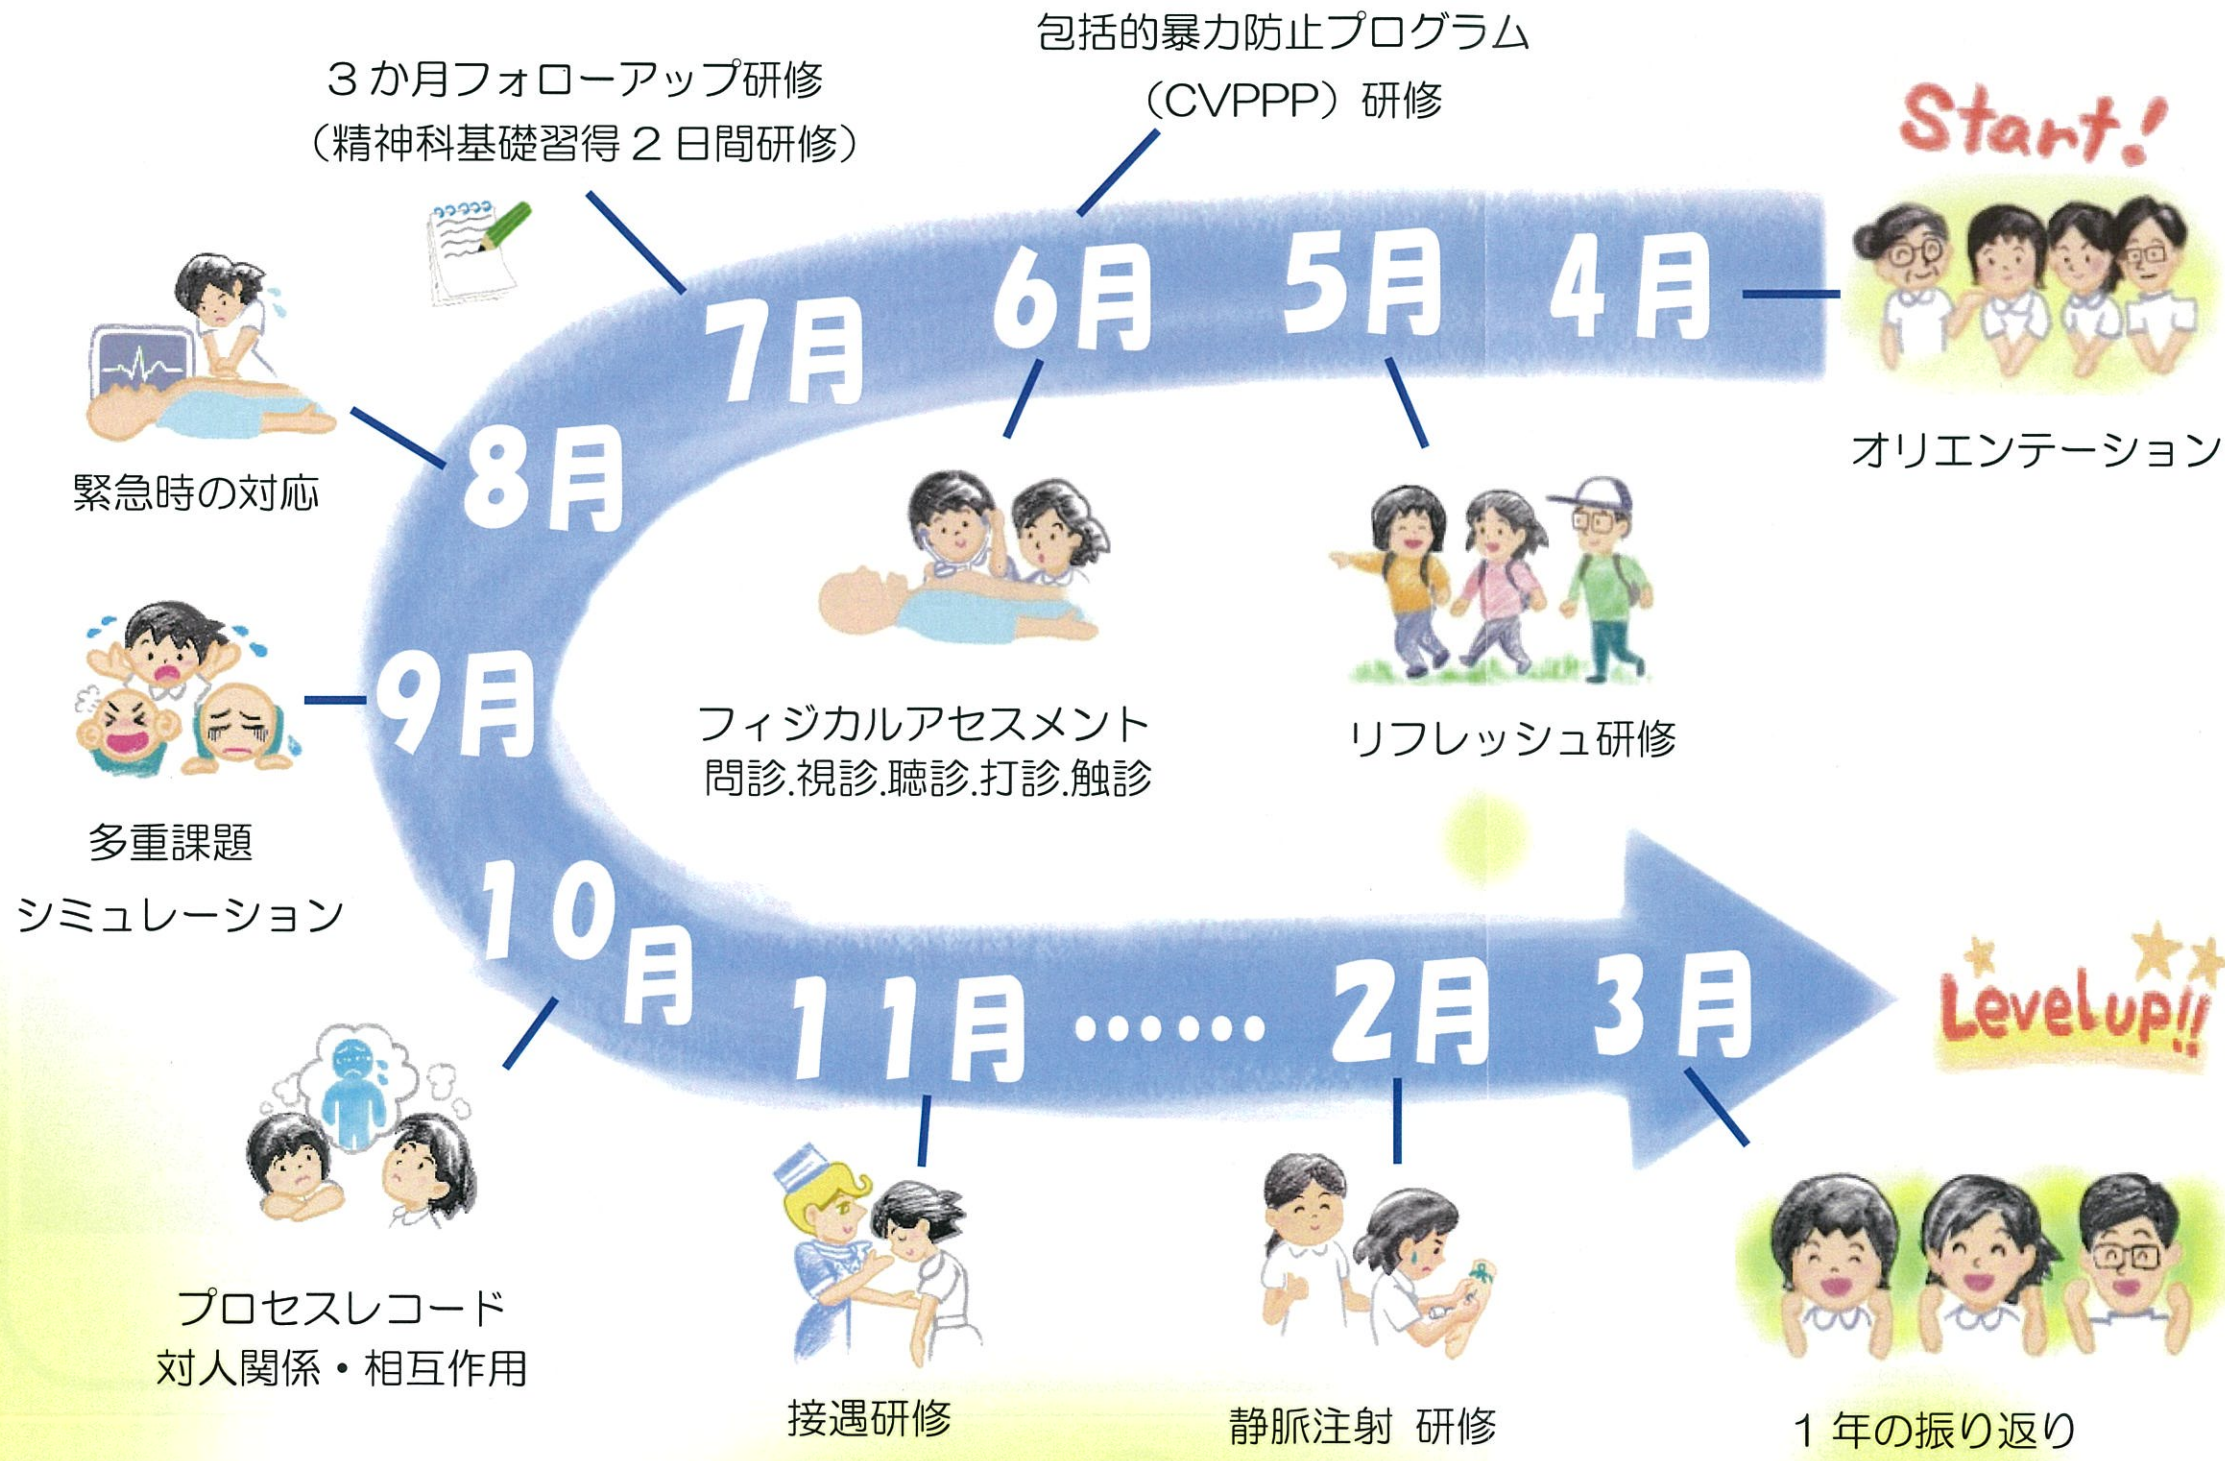 包括的暴力防止プログラム
（CVPPP）研修
3か月フォローアップ研修
（精神科基礎習得2日間研修）
Start!
4月
5月
6月
7月
8月
9月
10月
11月……2月
3月
オリエンテーション
リフレッシュ研修
フィジカルアセスメント
問診.視診.聴診.打診.触診
緊急時の対応
多重課題
シミュレーション
プロセスレコード
対人関係・相互作用
接遇研修
静脈注射 研修
1年の振り返り
Level up!!